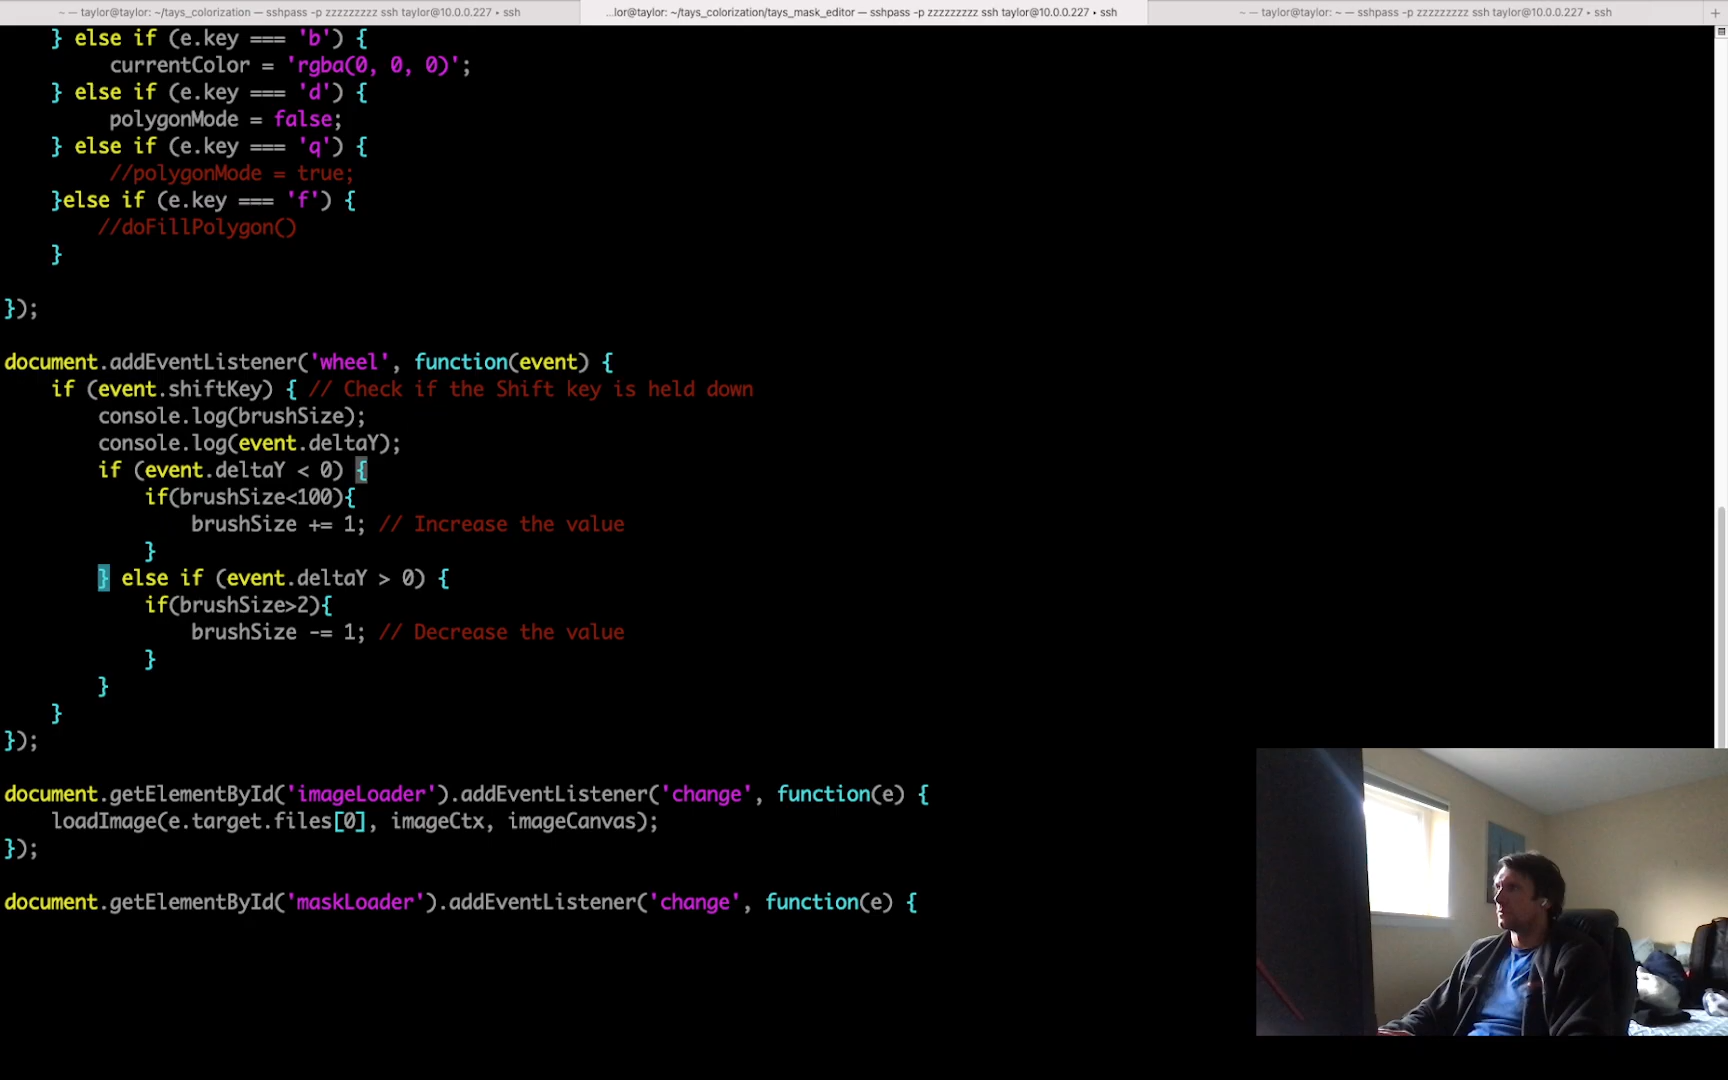 ~ — taylor@taylor: ~/tays_colorization — sshpass -p zzzzzzzzz ssh taylor@10.0.0.227 • ssh
...lor@taylor: ~/tays_colorization/tays_mask_editor — sshpass -p zzzzzzzzz ssh taylor@10.0.0.227 • ssh
~ — taylor@taylor: ~ — sshpass -p zzzzzzzzz ssh taylor@10.0.0.227 • ssh
+
} else if (e.key === 'b') {
currentColor = 'rgba(0, 0, 0)';
} else if (e.key === 'd') {
polygonMode = false;
} else if (e.key === 'q') {
//polygonMode = true;
}else if (e.key === 'f') {
//doFillPolygon()
}
});
document.addEventListener('wheel', function(event) {
if (event.shiftKey) { // Check if the Shift key is held down
console.log(brushSize);
console.log(event.deltaY);
if (event.deltaY < 0) {
if(brushSize<100){
brushSize += 1; // Increase the value
}
} else if (event.deltaY > 0) {
if(brushSize>2){
brushSize -= 1; // Decrease the value
}
}
}
});
document.getElementById('imageLoader').addEventListener('change', function(e) {
loadImage(e.target.files[0], imageCtx, imageCanvas);
});
document.getElementById('maskLoader').addEventListener('change', function(e) {